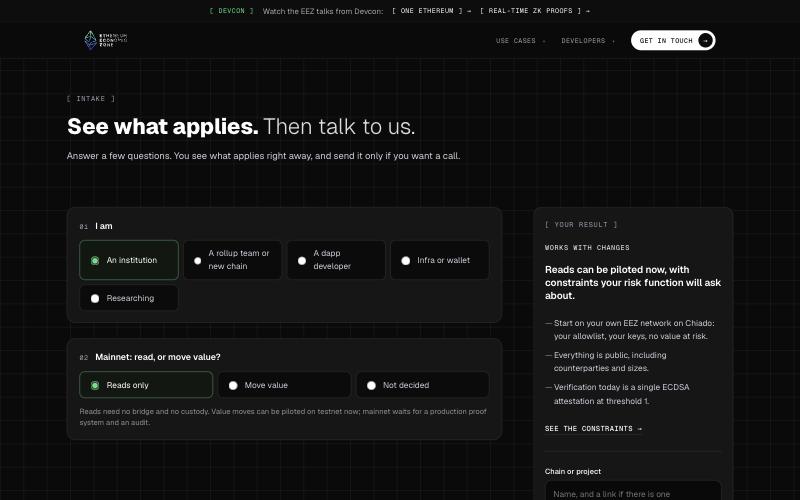 [ DEVCON ] Watch the EEZ talks from Devcon: [ ONE ETHEREUM ] → [ REAL-TIME ZK PROOFS ] →
ETHEREUM
ECONOMIC
ZONE
USE CASES
DEVELOPERS
GET IN TOUCH →
[ INTAKE ]
See what applies. Then talk to us.
Answer a few questions. You see what applies right away, and send it only if you want a call.
01 I am
An institution
A rollup team or
new chain
A dapp
developer
Infra or wallet
Researching
02 Mainnet: read, or move value?
Reads only
Move value
Not decided
Reads need no bridge and no custody. Value moves can be piloted on testnet now; mainnet waits for a production proof
system and an audit.
[ YOUR RESULT ]
WORKS WITH CHANGES
Reads can be piloted now, with
constraints your risk function will ask
about.
— Start on your own EEZ network on Chiado:
your allowlist, your keys, no value at risk.
— Everything is public, including
counterparties and sizes.
— Verification today is a single ECDSA
attestation at threshold 1.
SEE THE CONSTRAINTS →
Chain or project
Name, and a link if there is one